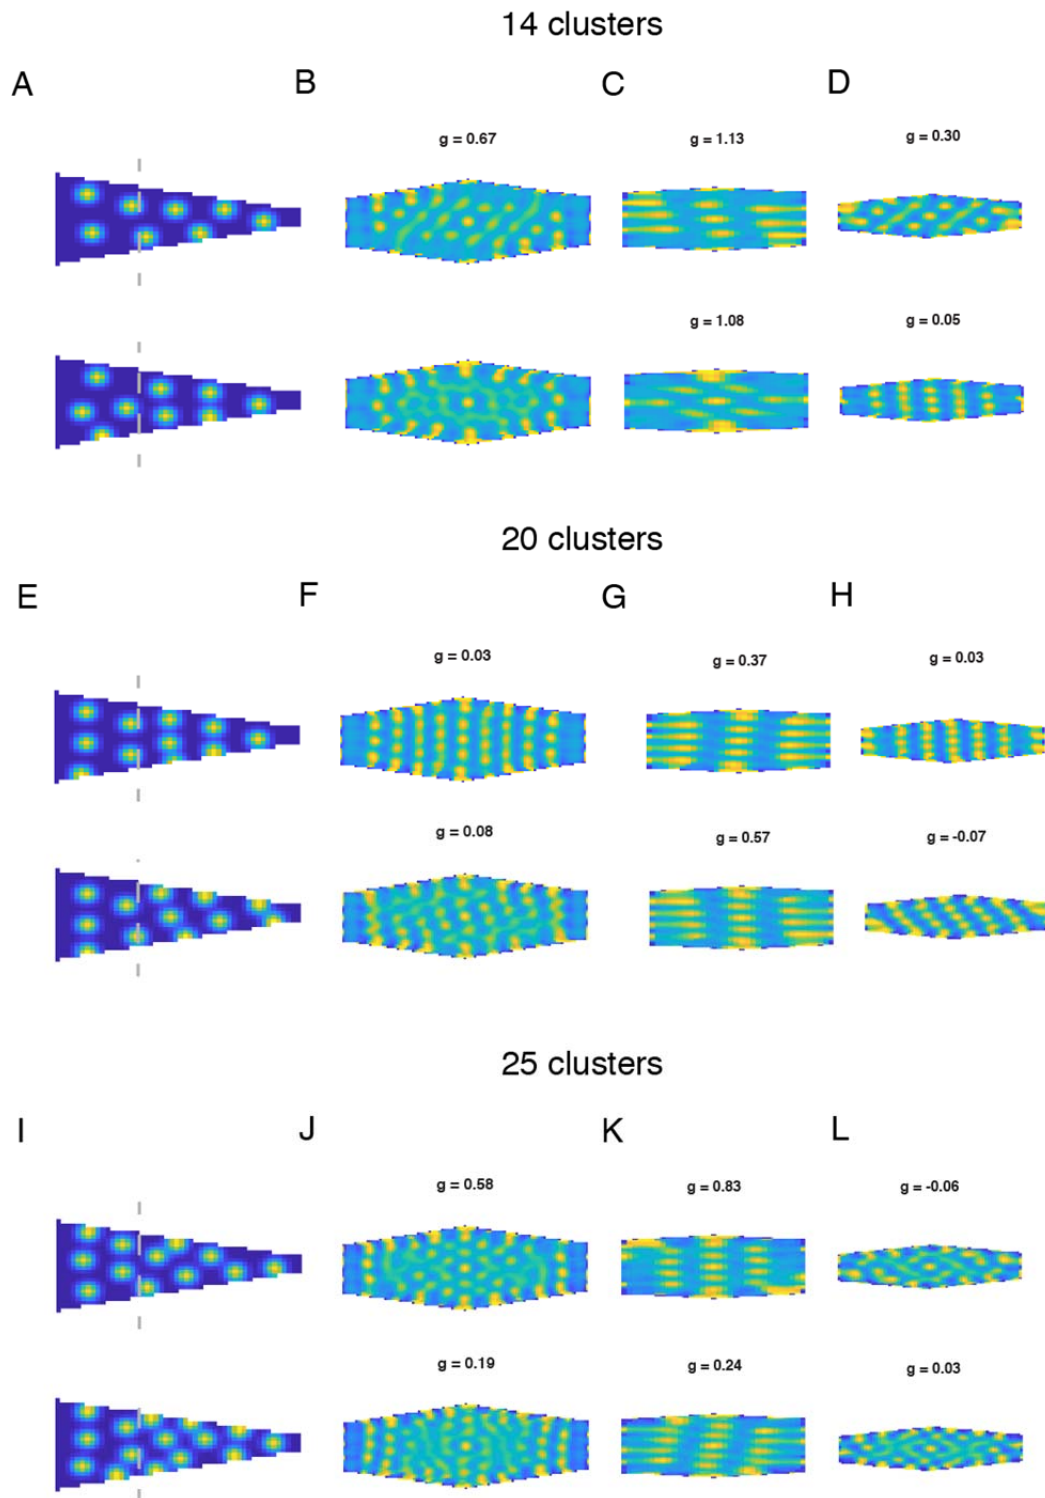 14 clusters
A B C D
g = 0.67 g = 1.13 g = 0.30
g = 1.08 g = 0.05
20 clusters
E F G H
g = 0.03 g = 0.37 g = 0.03
g = 0.08 g = 0.57 g = -0.07
25 clusters
I J K L
g = 0.58 g = 0.83 g = -0.06
g = 0.19 g = 0.24 g = 0.03